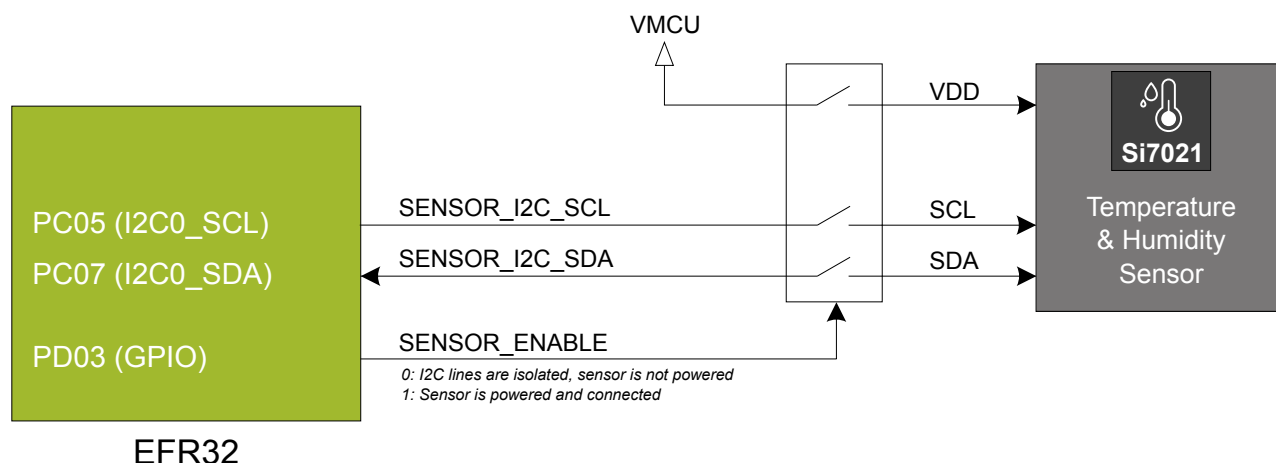 VMCU
VDD
Si7021
PC05 (I2C0_SCL)
SENSOR_I2C_SCL
SCL
Temperature
& Humidity
Sensor
PC07 (I2C0_SDA)
SENSOR_I2C_SDA
SDA
PD03 (GPIO)
SENSOR_ENABLE
0: I2C lines are isolated, sensor is not powered
1: Sensor is powered and connected
EFR32